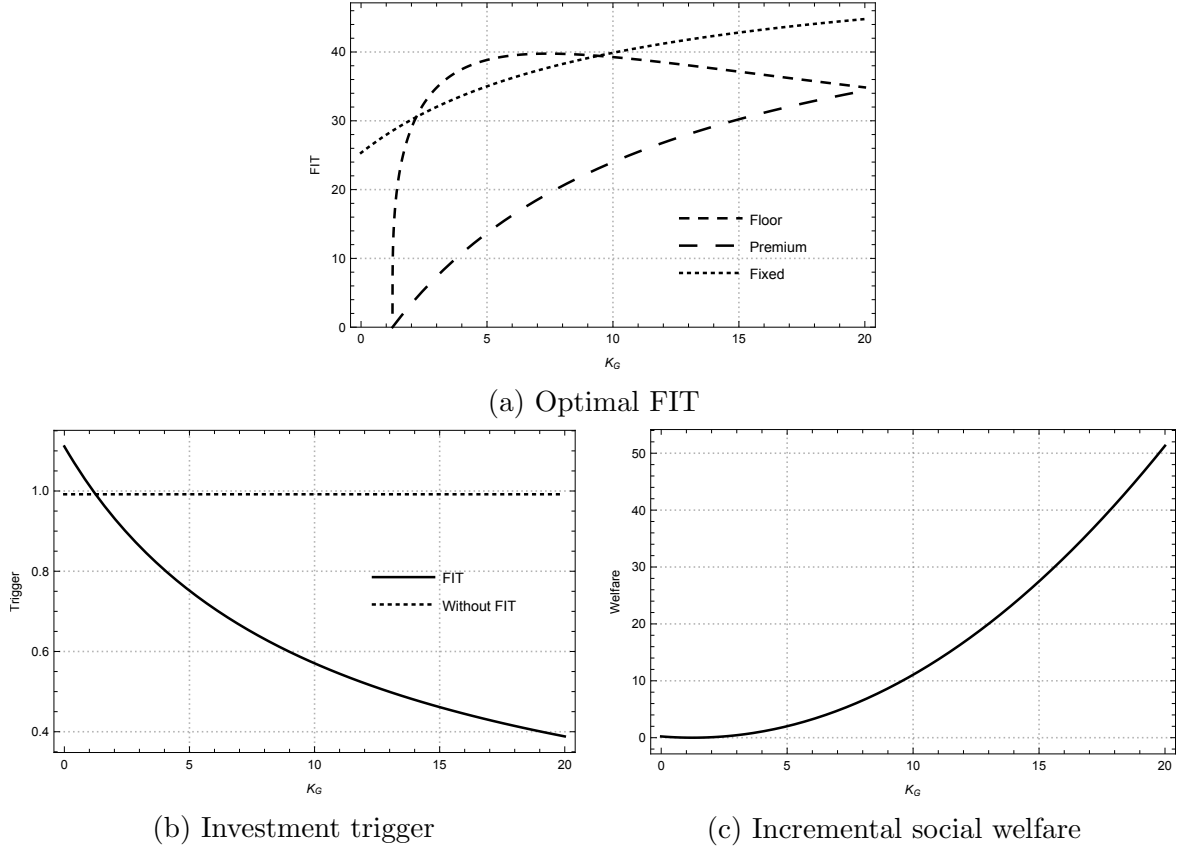 40
30
FIT
20
Floor
Premium
10
Fixed
0
0 5 10 15 20
K_G
(a) Optimal FIT
1.0
0.8
Trigger
FIT
Without FIT
0.6
0.4
0 5 10 15 20
K_G
(b) Investment trigger
50
40
30
Welfare
20
10
0
0 5 10 15 20
K_G
(c) Incremental social welfare